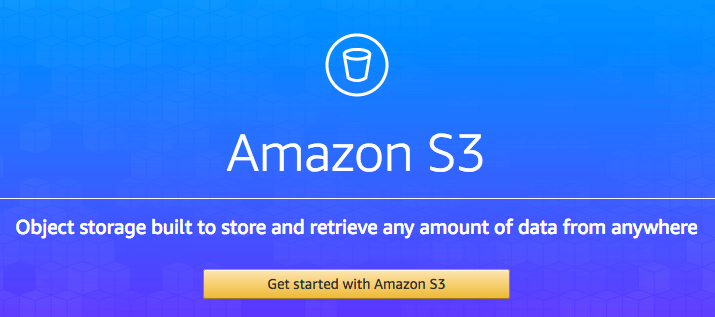 Amazon S3
Object storage built to store and retrieve any amount of data from anywhere
Get started with Amazon S3